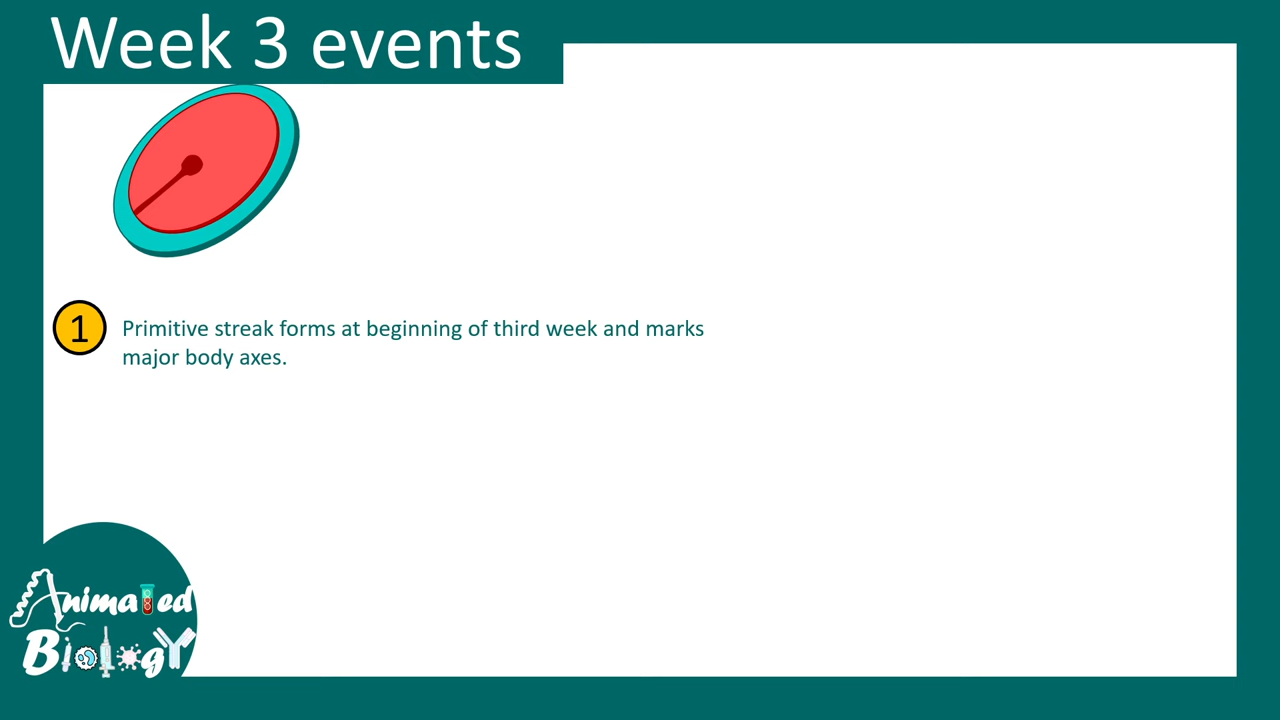 Week 3 events
1
Primitive streak forms at beginning of third week and marks
major body axes.
Animated
Biology